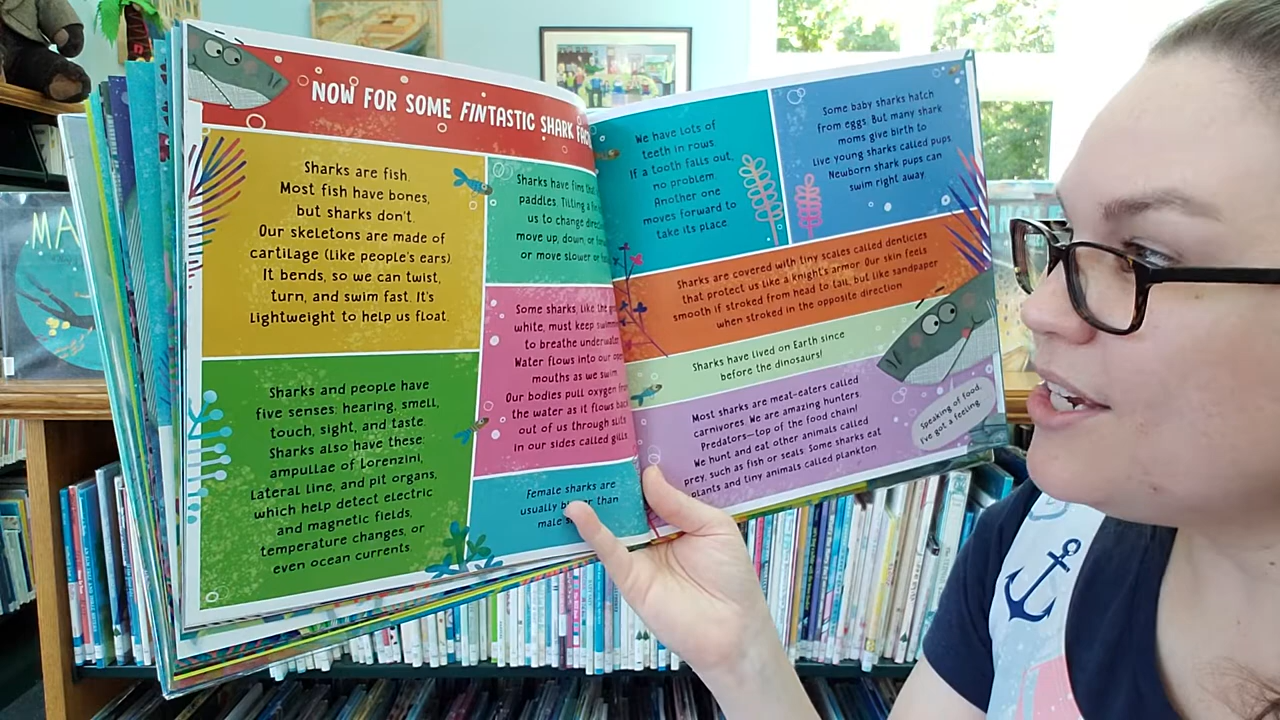 NOW FOR SOME FINTASTIC SHARK
Sharks are fish.
Most fish have bones,
but sharks don't.
Our skeletons are made of
cartilage (like people's ears).
It bends, so we can twist,
turn, and swim fast. It's
lightweight to help us float.
Sharks and people have
five senses: hearing, smell,
touch, sight, and taste.
Sharks also have these:
ampullae of Lorenzini,
lateral line, and pit organs,
which help detect electric
and magnetic fields,
temperature changes, or
even ocean currents.
Sharks have fins
paddles. Tilting a
us to change
move up, down, or
or move slower or
Some sharks, like the
white, must keep
to breathe underwater.
Water flows into our
mouths as we swim.
Our bodies pull oxygen
the water as it flows back
out of us through slits
in our sides called gills.
Female sharks are
usually than
male
We have lots of
teeth in rows.
If a tooth falls out,
no problem.
Another one
moves forward to
take its place.
Some baby sharks hatch
from eggs. But many shark
moms give birth to
live young sharks called pups.
Newborn shark pups can
swim right away.
Sharks are covered with tiny scales called denticles
that protect us like a knight's armor. Our skin feels
smooth if stroked from head to tail, but like sandpaper
when stroked in the opposite direction.
Sharks have lived on Earth since
before the dinosaurs!
Most sharks are meat-eaters called
carnivores. We are amazing hunters.
Predators—top of the food chain!
We hunt and eat other animals called
prey, such as fish or seals. Some sharks eat
plants and tiny animals called plankton.
Speaking of food,
I've got a feeling.
MA